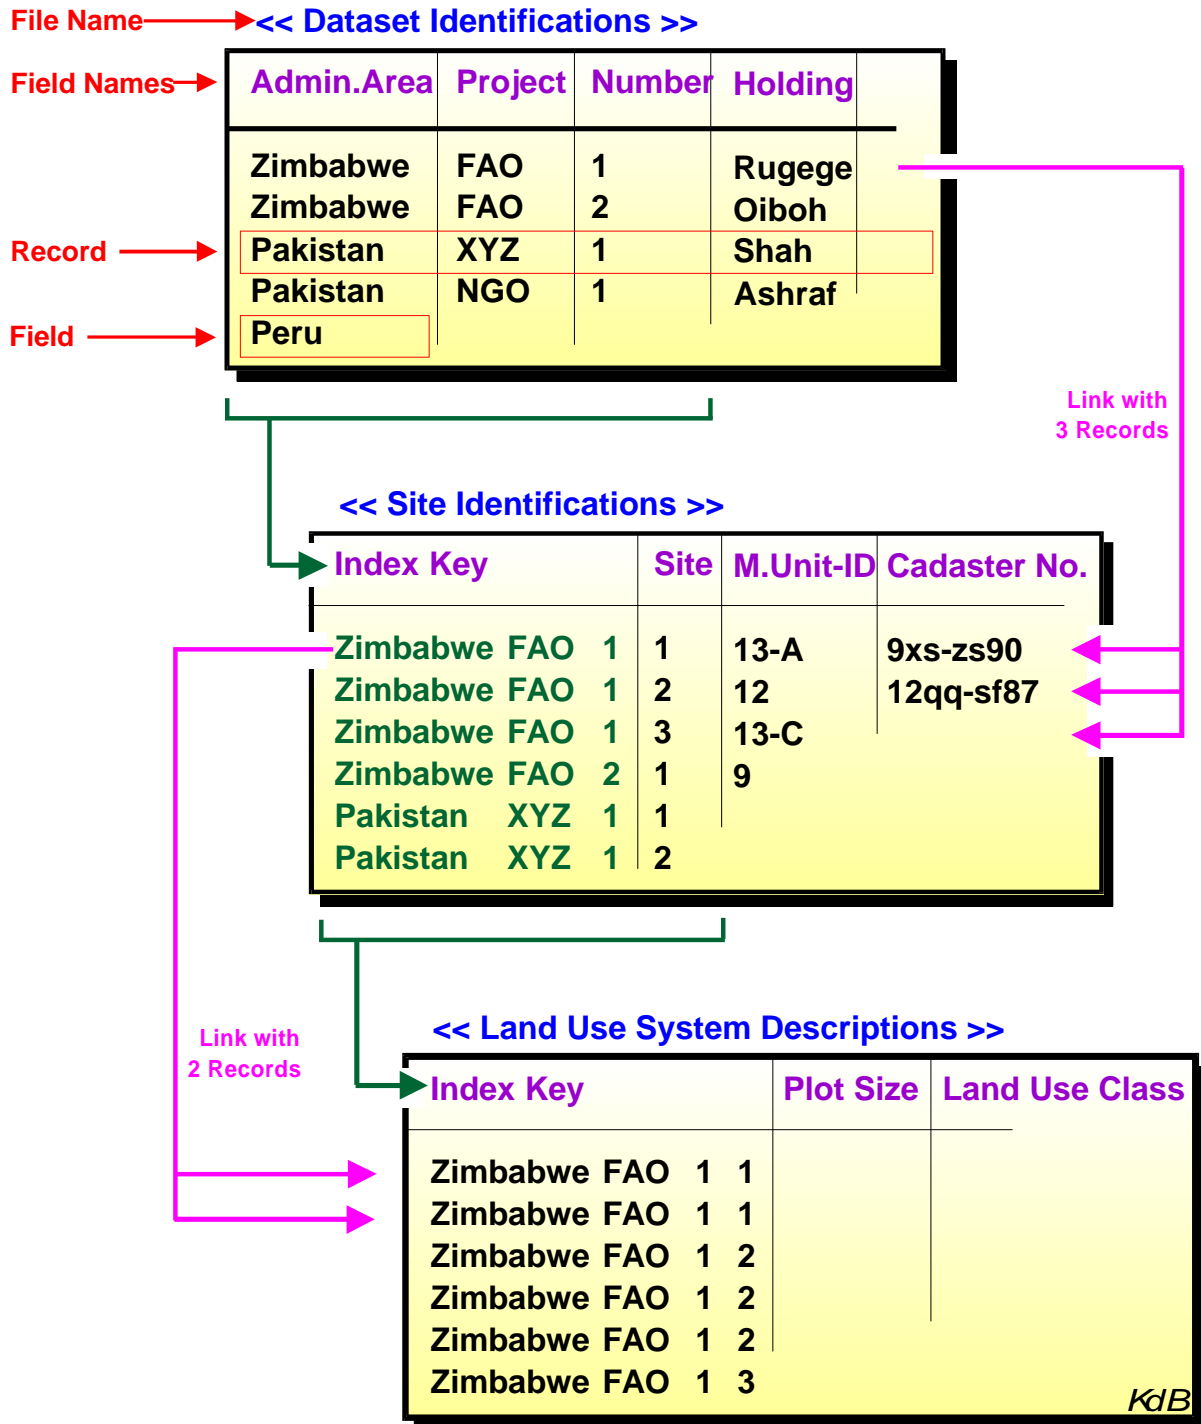 File Name << Dataset Identifications >>
Field Names Admin.Area Project Number Holding
Zimbabwe FAO 1 Rugege
Zimbabwe FAO 2 Oiboh
Record Pakistan XYZ 1 Shah
Pakistan NGO 1 Ashraf
Field Peru
Link with
3 Records
<< Site Identifications >>
Index Key Site M.Unit-ID Cadaster No.
Zimbabwe FAO 1 1 13-A 9xs-zs90
Zimbabwe FAO 1 2 12 12qq-sf87
Zimbabwe FAO 1 3 13-C
Zimbabwe FAO 2 1 9
Pakistan XYZ 1 1
Pakistan XYZ 1 2
Link with
2 Records
<< Land Use System Descriptions >>
Index Key Plot Size Land Use Class
Zimbabwe FAO 1 1
Zimbabwe FAO 1 1
Zimbabwe FAO 1 2
Zimbabwe FAO 1 2
Zimbabwe FAO 1 2
Zimbabwe FAO 1 3
KdB